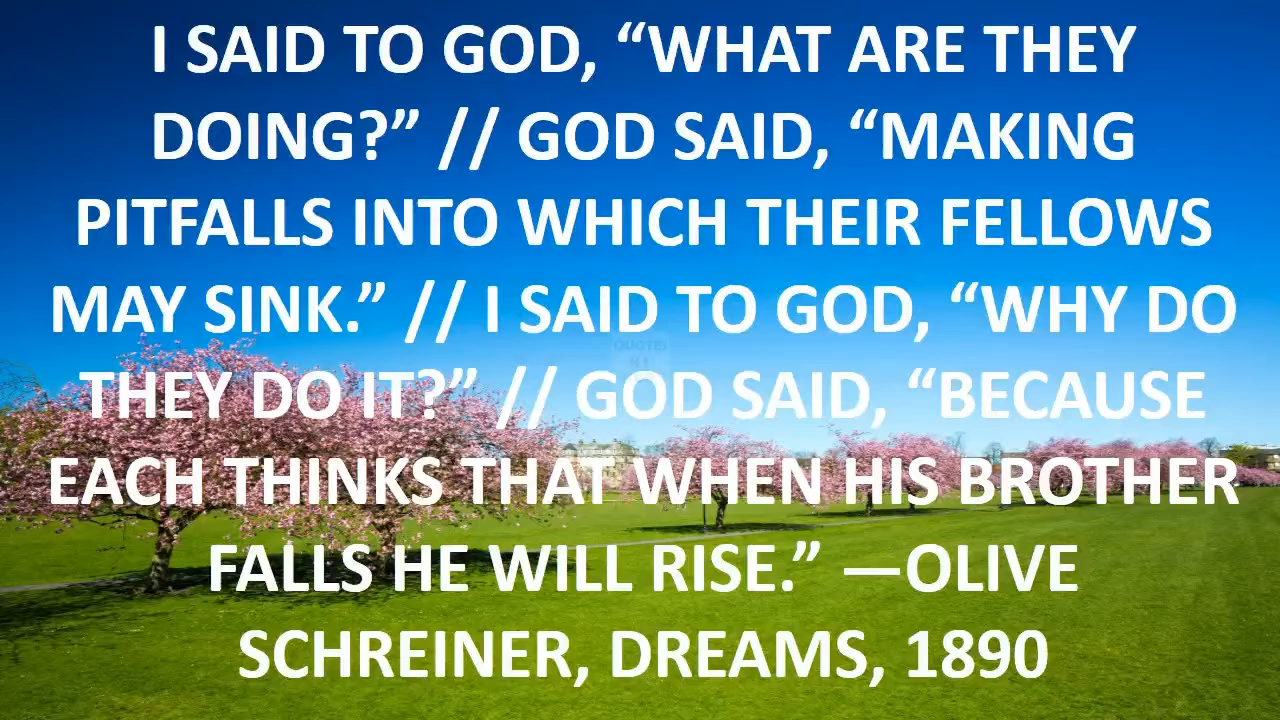 I SAID TO GOD, “WHAT ARE THEY
DOING?” // GOD SAID, “MAKING
PITFALLS INTO WHICH THEIR FELLOWS
MAY SINK.” // I SAID TO GOD, “WHY DO
THEY DO IT?” // GOD SAID, “BECAUSE
EACH THINKS THAT WHEN HIS BROTHER
FALLS HE WILL RISE.” —OLIVE
SCHREINER, DREAMS, 1890